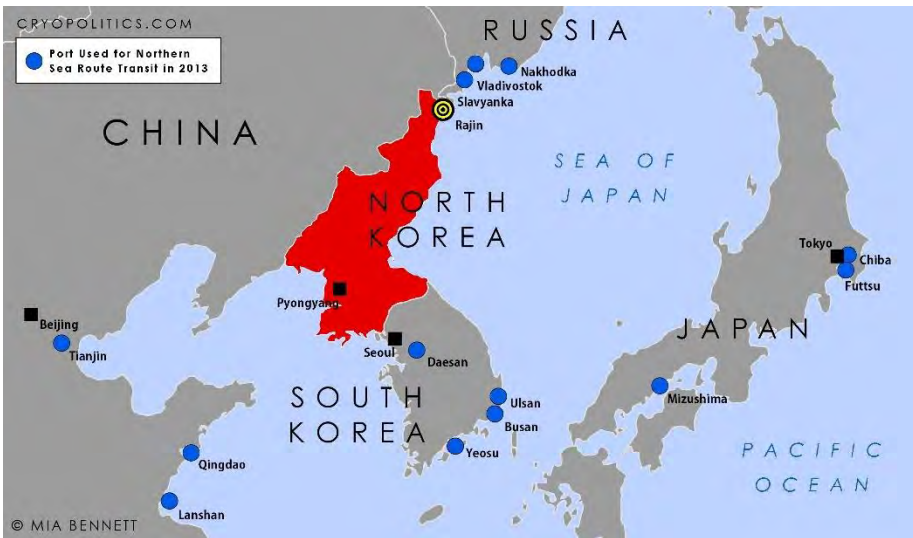 CRYOPOLITICS.COM
Port Used for Northern
Sea Route Transit in 2013
RUSSIA
Nakhodka
Vladivostok
Slavyanka
Rajin
CHINA
SEA OF
JAPAN
NORTH
KOREA
Tokyo
Chiba
Futtsu
Pyongyang
Beijing
Tianjin
Seoul
Daesan
JAPAN
SOUTH
KOREA
Ulsan
Busan
Mizushima
Yeosu
Qingdao
PACIFIC
OCEAN
Lanshan
© MIA BENNETT